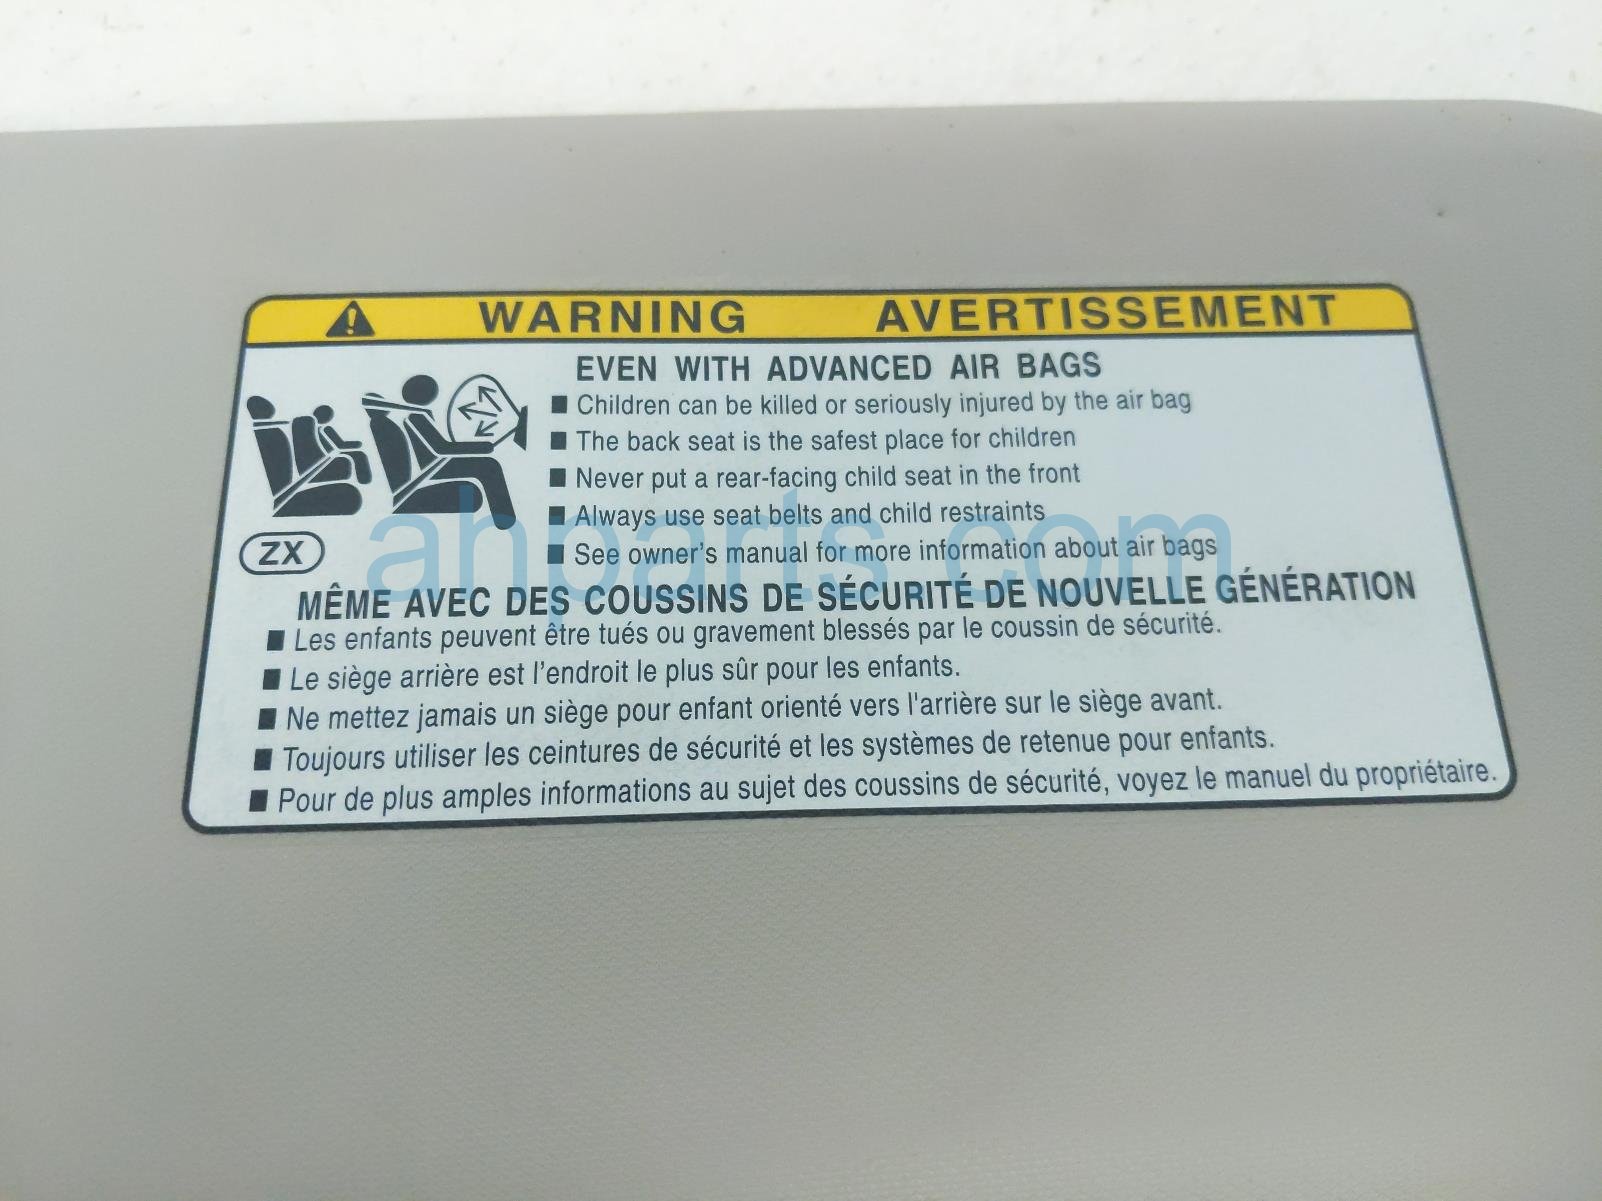 WARNING AVERTISSEMENT
EVEN WITH ADVANCED AIR BAGS
■ Children can be killed or seriously injured by the air bag
■ The back seat is the safest place for children
■ Never put a rear-facing child seat in the front
■ Always use seat belts and child restraints
■ See owner's manual for more information about air bags
ZX
ahparts.com
MÊME AVEC DES COUSSINS DE SÉCURITÉ DE NOUVELLE GÉNÉRATION
■ Les enfants peuvent être tués ou gravement blessés par le coussin de sécurité.
■ Le siège arrière est l'endroit le plus sûr pour les enfants.
■ Ne mettez jamais un siège pour enfant orienté vers l'arrière sur le siège avant.
■ Toujours utiliser les ceintures de sécurité et les systèmes de retenue pour enfants.
■ Pour de plus amples informations au sujet des coussins de sécurité, voyez le manuel du propriétaire.